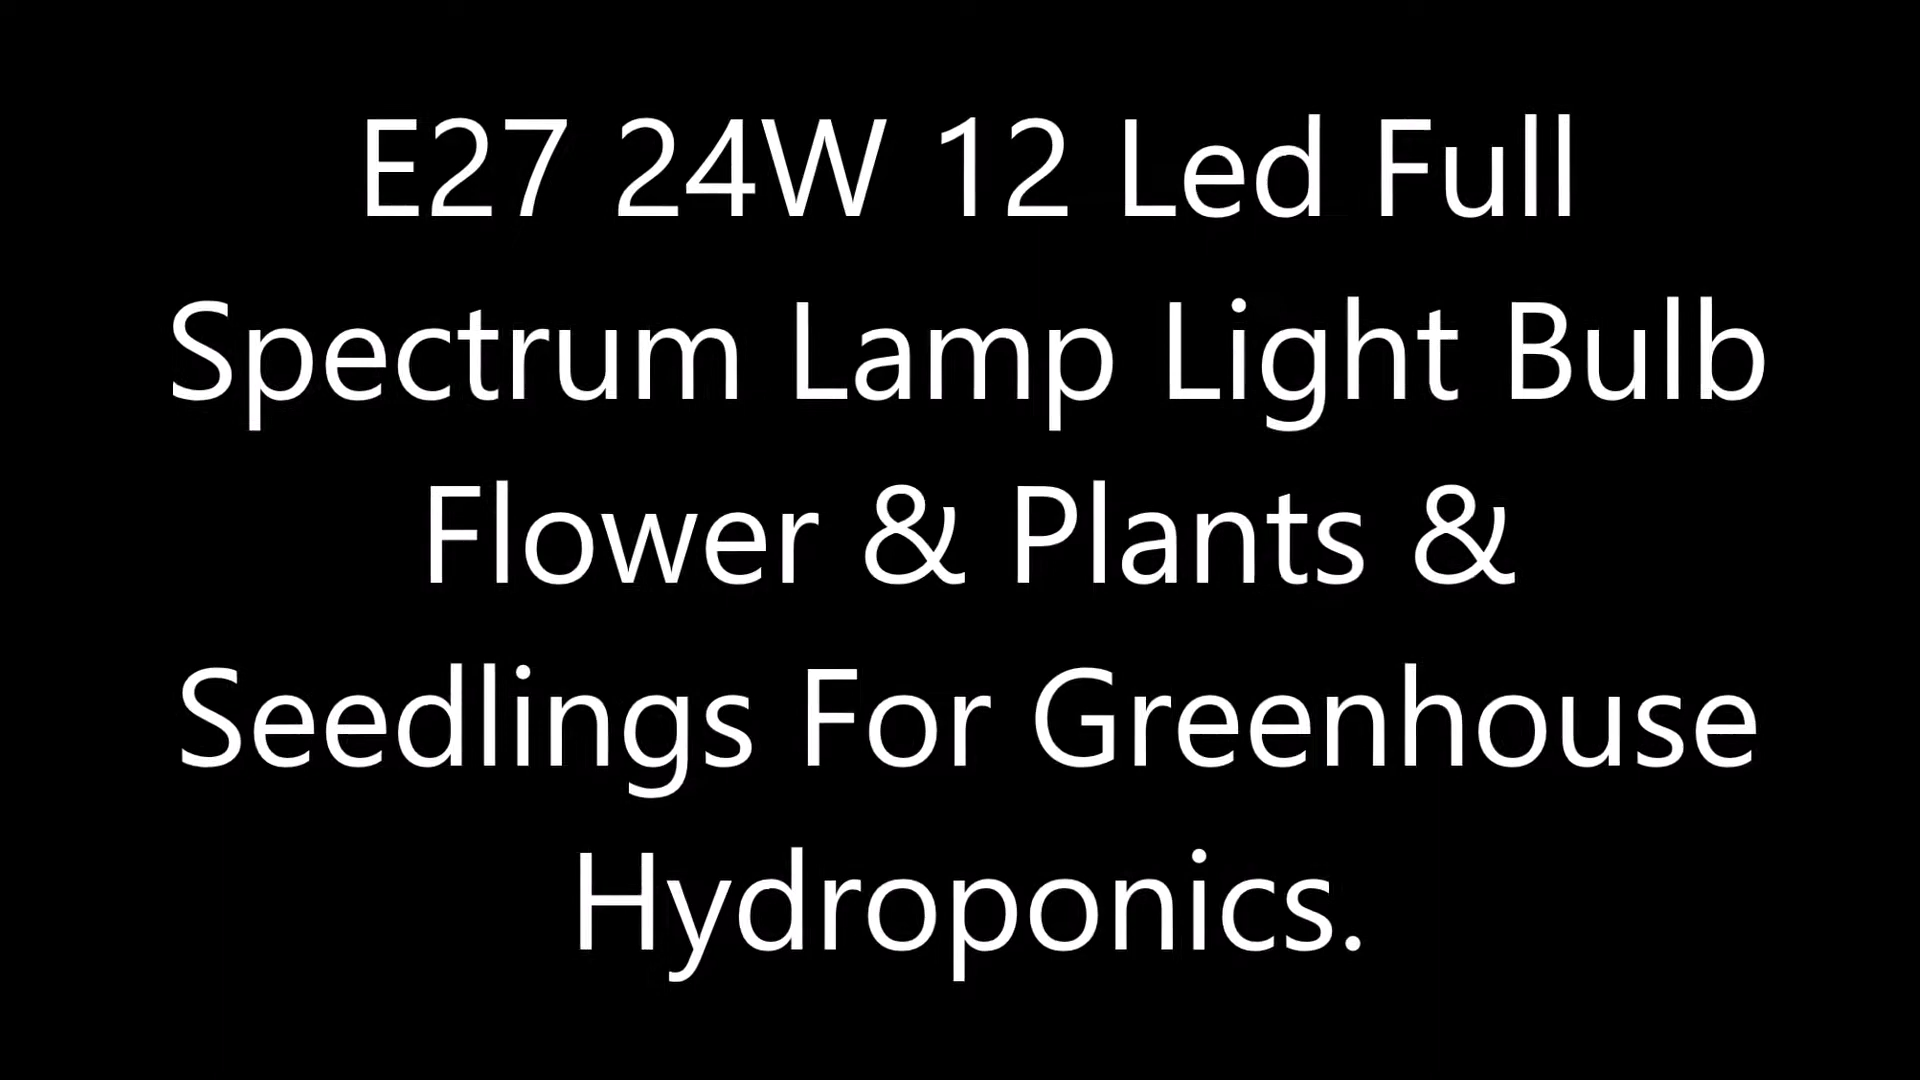 E27 24W 12 Led Full
Spectrum Lamp Light Bulb
Flower & Plants &
Seedlings For Greenhouse
Hydroponics.